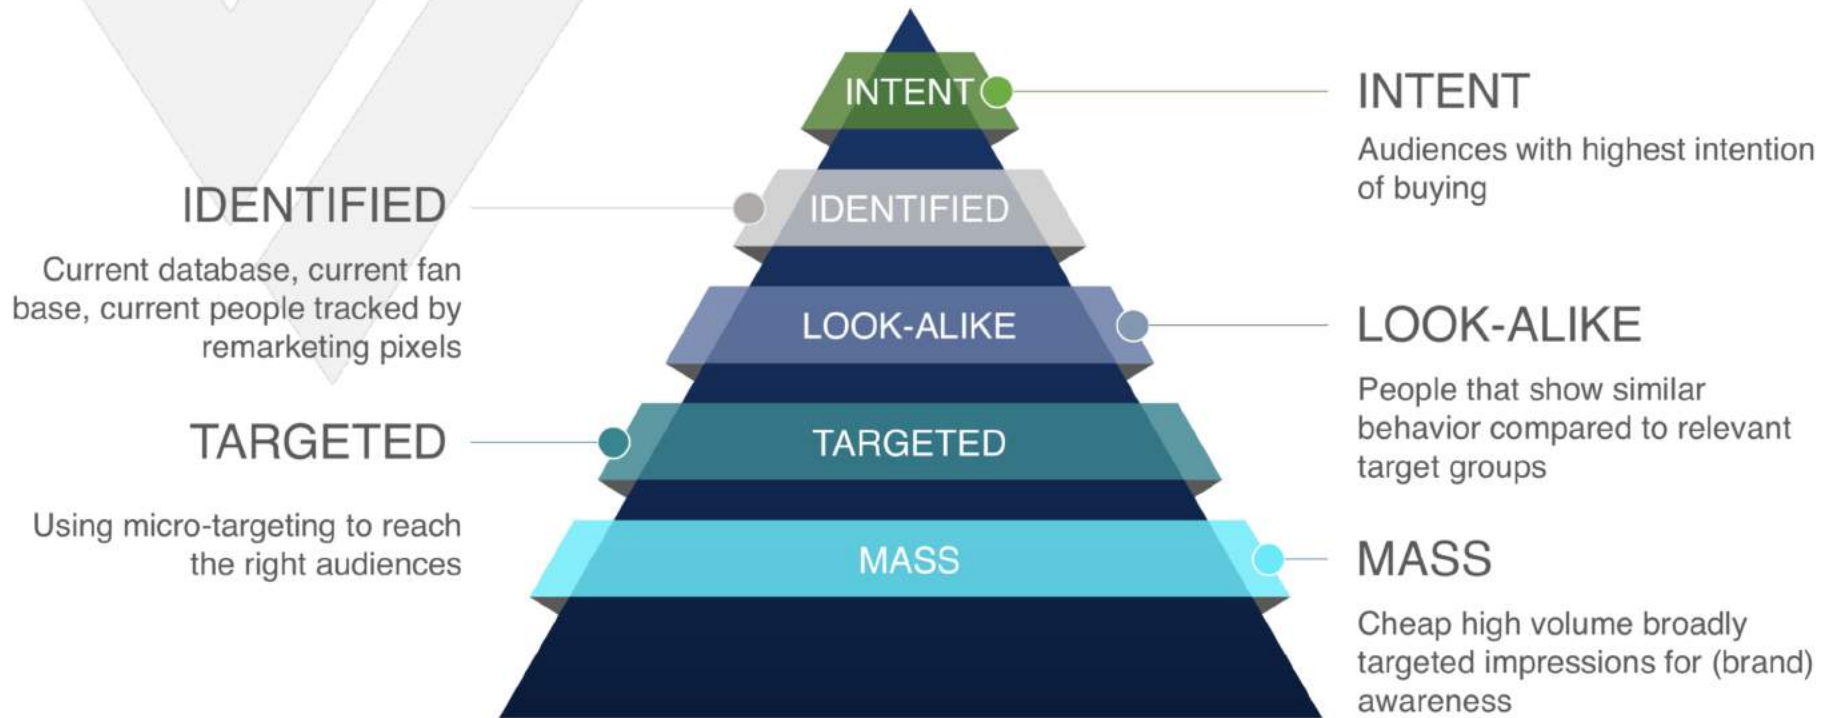 INTENT
INTENT
Audiences with highest intention
of buying
IDENTIFIED
Current database, current fan
base, current people tracked by
remarketing pixels
IDENTIFIED
LOOK-ALIKE
LOOK-ALIKE
People that show similar
behavior compared to relevant
target groups
TARGETED
Using micro-targeting to reach
the right audiences
TARGETED
MASS
MASS
Cheap high volume broadly
targeted impressions for (brand)
awareness